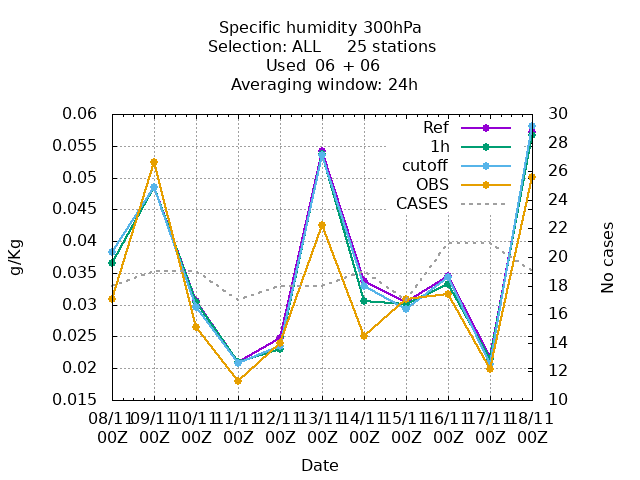 Specific humidity 300hPa
Selection: ALL 25 stations
Used 06 + 06
Averaging window: 24h
0.06
0.055
0.05
0.045
0.04
0.035
0.03
0.025
0.02
0.015
g/Kg
30
28
26
24
22
20
18
16
14
12
10
No cases
Ref
1h
cutoff
OBS
CASES
08/11 09/11 10/11 11/11 12/11 13/11 14/11 15/11 16/11 17/11 18/11
00Z 00Z 00Z 00Z 00Z 00Z 00Z 00Z 00Z 00Z 00Z
Date